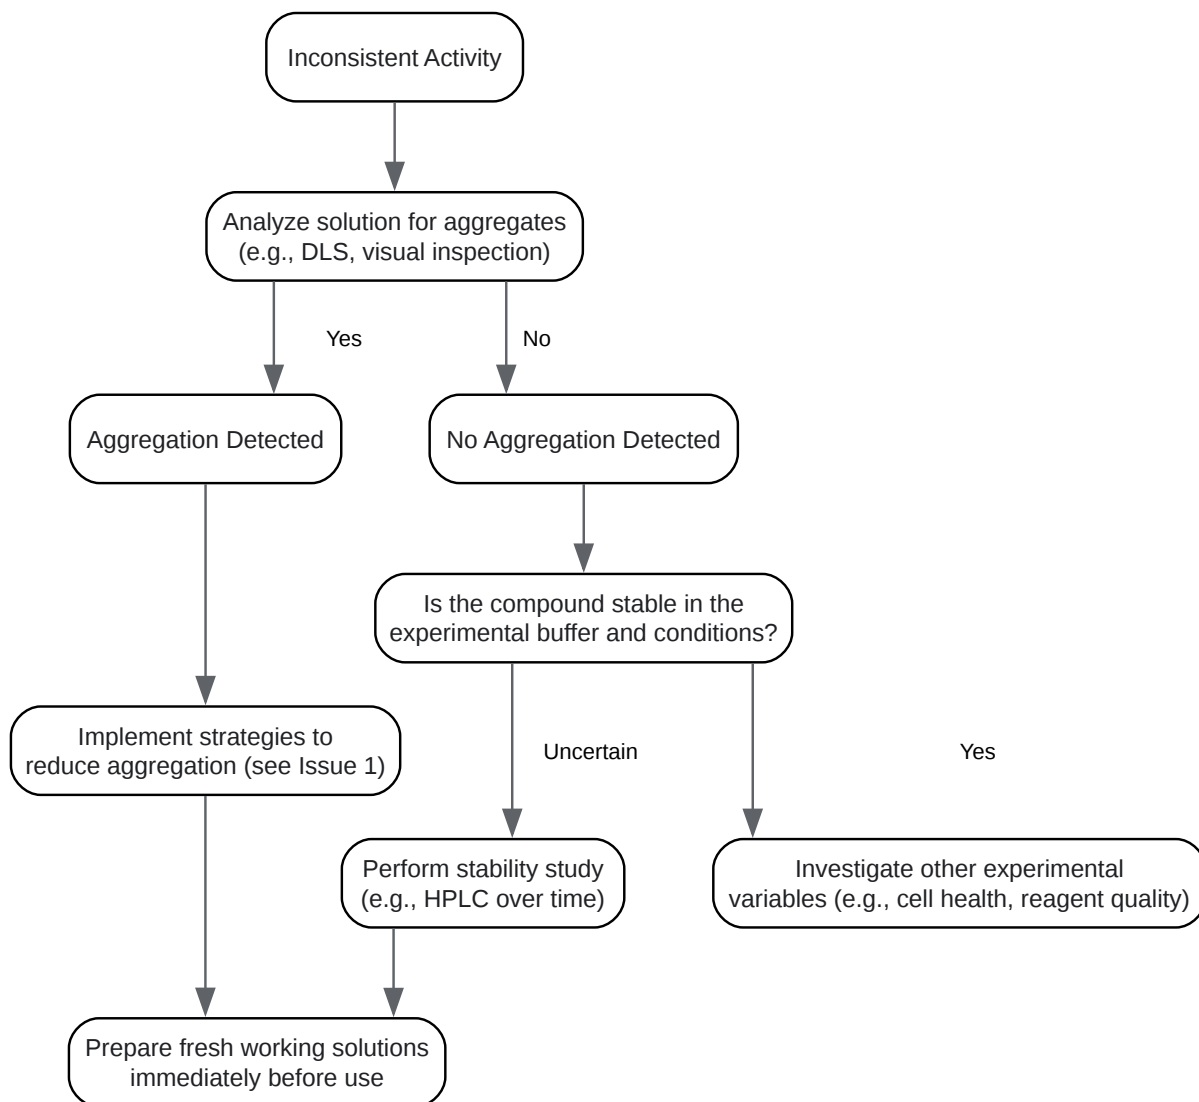 Inconsistent Activity
Analyze solution for aggregates
(e.g., DLS, visual inspection)
Yes
No
Aggregation Detected
No Aggregation Detected
Is the compound stable in the
experimental buffer and conditions?
Implement strategies to
reduce aggregation (see Issue 1)
Uncertain
Yes
Perform stability study
(e.g., HPLC over time)
Investigate other experimental
variables (e.g., cell health, reagent quality)
Prepare fresh working solutions
immediately before use